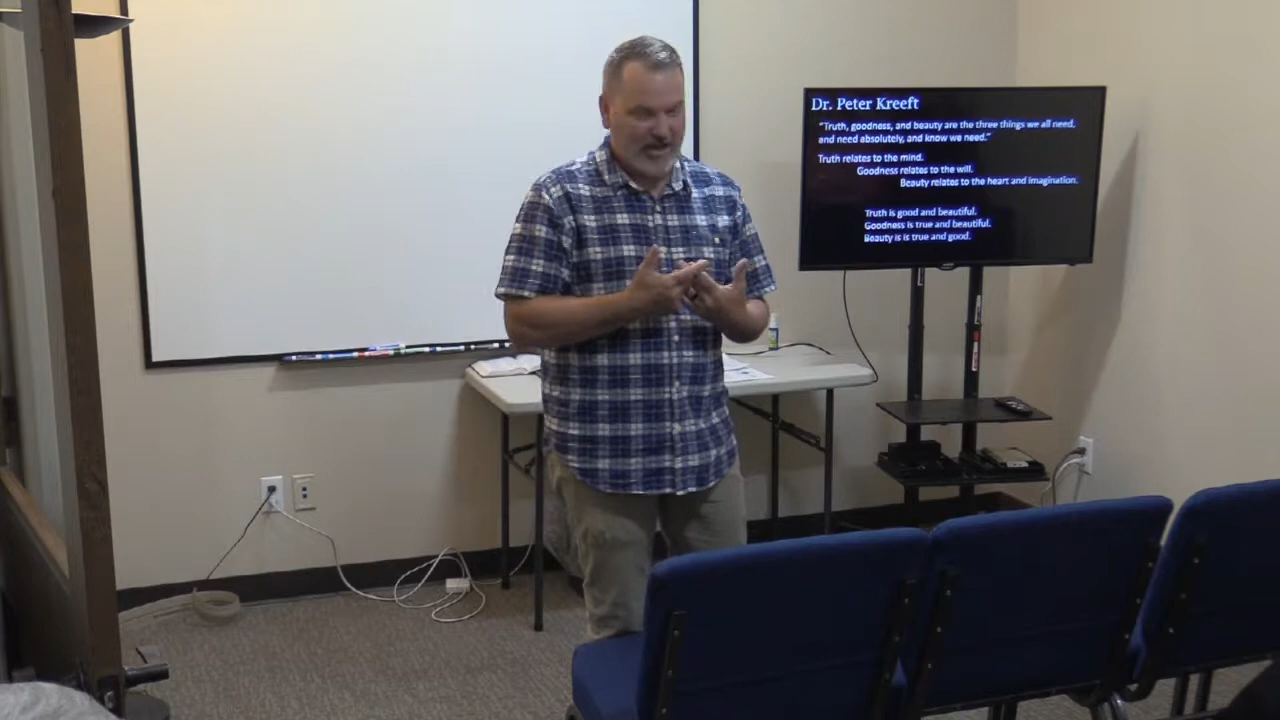 Dr. Peter Kreeft
"Truth, goodness, and beauty are the three things we all need,
and need absolutely, and know we need."
Truth relates to the mind.
Goodness relates to the will.
Beauty relates to the heart and imagination.
Truth is good and beautiful.
Goodness is true and beautiful.
Beauty is is true and good.